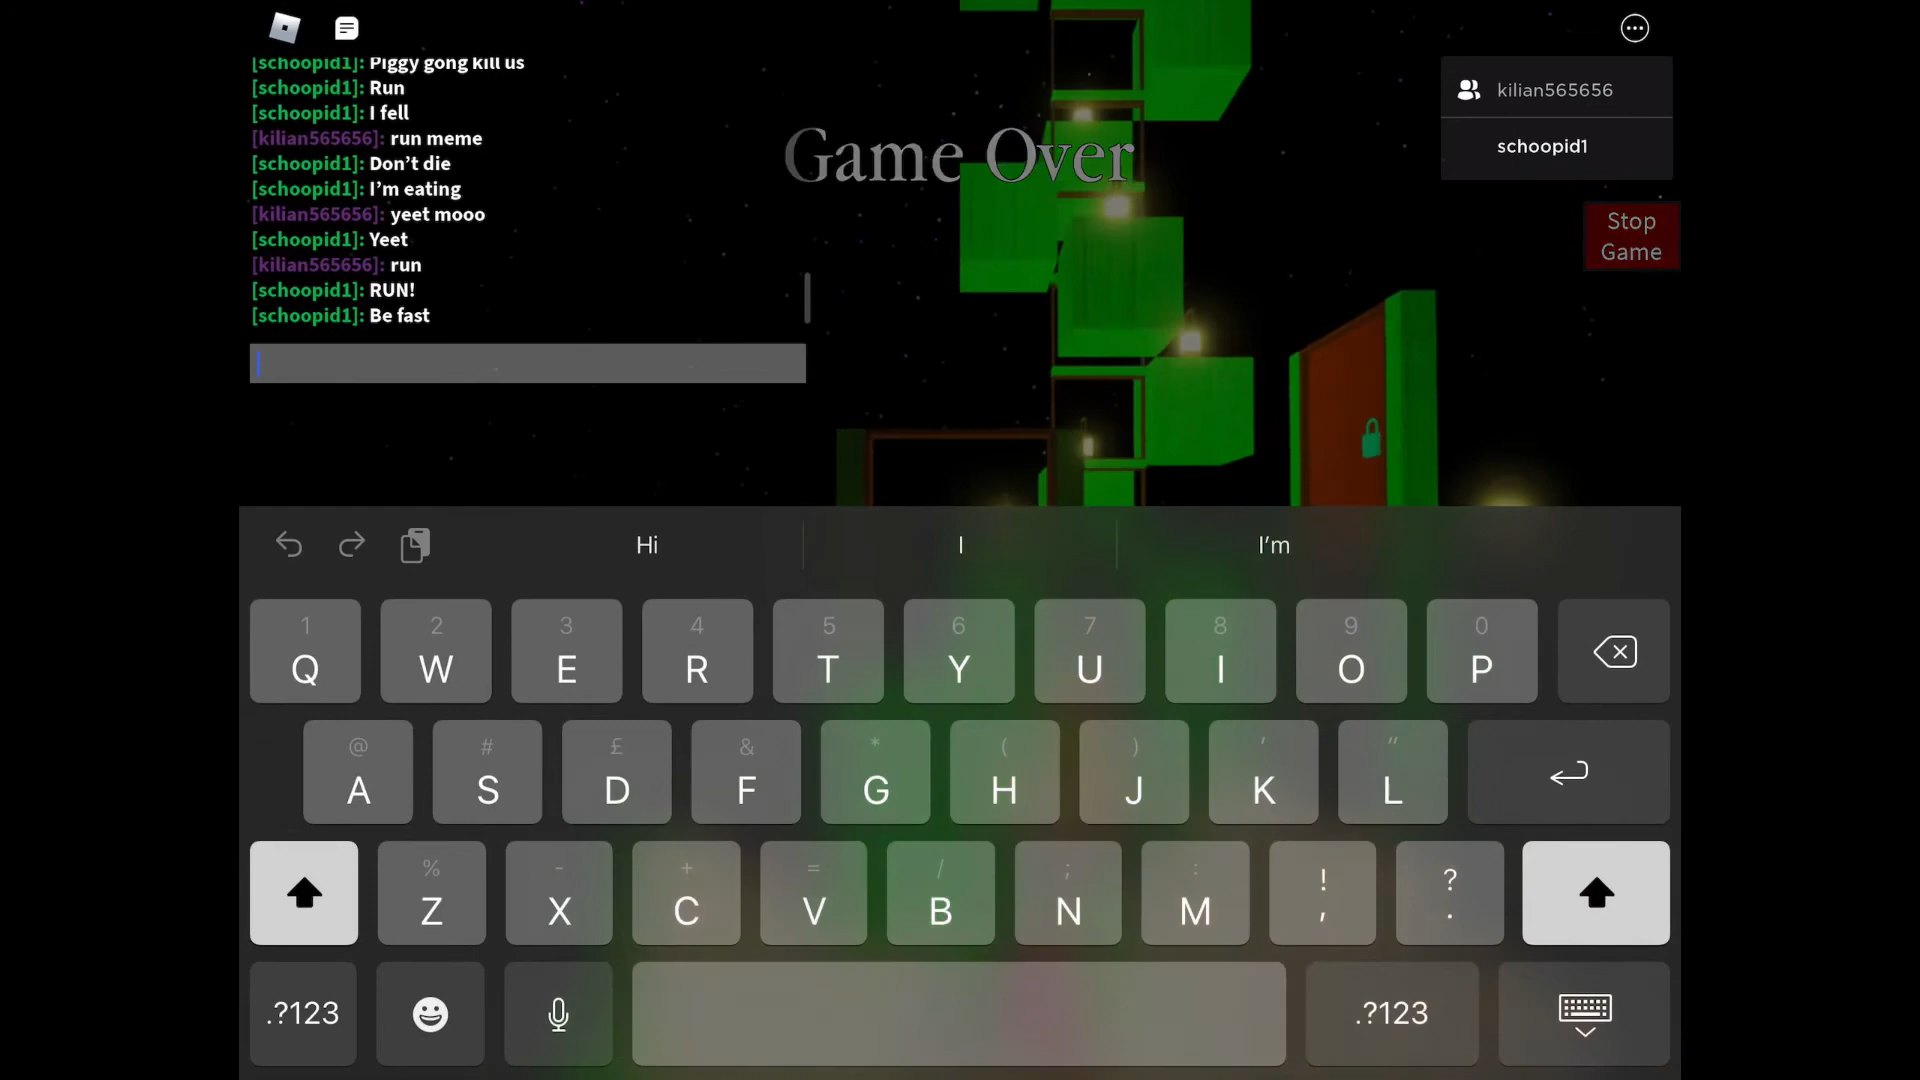 [schoopid1]: Piggy gong kill us
[schoopid1]: Run
[schoopid1]: I fell
[kilian565656]: run meme
[schoopid1]: Don’t die
[schoopid1]: I’m eating
[kilian565656]: yeet mooo
[schoopid1]: Yeet
[kilian565656]: run
[schoopid1]: RUN!
[schoopid1]: Be fast
Game Over
kilian565656
schoopid1
Stop
Game
Hi I I’m
1 2 3 4 5 6 7 8 9 0
Q W E R T Y U I O P
@ # £ & * ( ) ' "
A S D F G H J K L
% - + = / ; : ! ?
Z X C V B N M , .
.?123 .?123